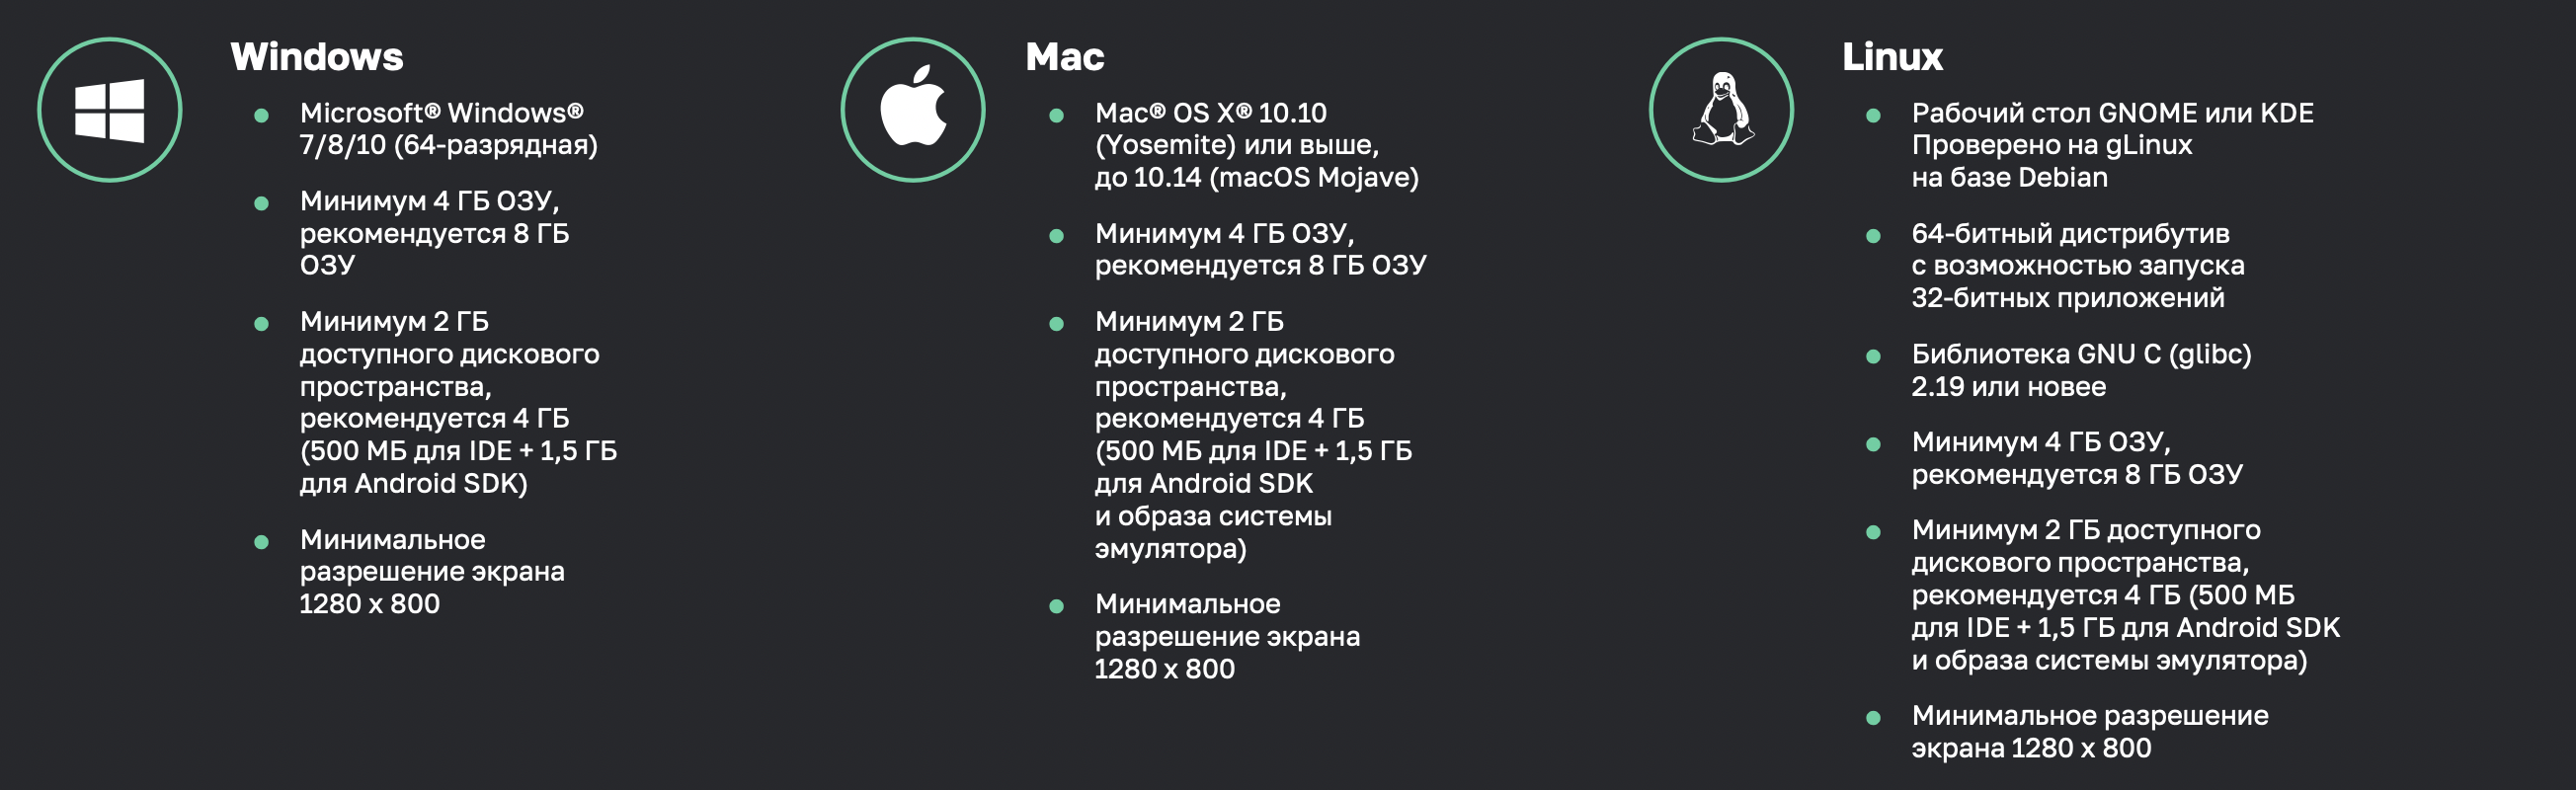 Windows
Microsoft® Windows®
7/8/10 (64-разрядная)
Минимум 4 ГБ ОЗУ,
рекомендуется 8 ГБ
ОЗУ
Минимум 2 ГБ
доступного дискового
пространства,
рекомендуется 4 ГБ
(500 МБ для IDE + 1,5 ГБ
для Android SDK)
Минимальное
разрешение экрана
1280 x 800
Mac
Mac® OS X® 10.10
(Yosemite) или выше,
до 10.14 (macOS Mojave)
Минимум 4 ГБ ОЗУ,
рекомендуется 8 ГБ ОЗУ
Минимум 2 ГБ
доступного дискового
пространства,
рекомендуется 4 ГБ
(500 МБ для IDE + 1,5 ГБ
для Android SDK
и образа системы
эмулятора)
Минимальное
разрешение экрана
1280 x 800
Linux
Рабочий стол GNOME или KDE
Проверено на gLinux
на базе Debian
64-битный дистрибутив
с возможностью запуска
32-битных приложений
Библиотека GNU C (glibc)
2.19 или новее
Минимум 4 ГБ ОЗУ,
рекомендуется 8 ГБ ОЗУ
Минимум 2 ГБ доступного
дискового пространства,
рекомендуется 4 ГБ (500 МБ
для IDE + 1,5 ГБ для Android SDK
и образа системы эмулятора)
Минимальное разрешение
экрана 1280 x 800